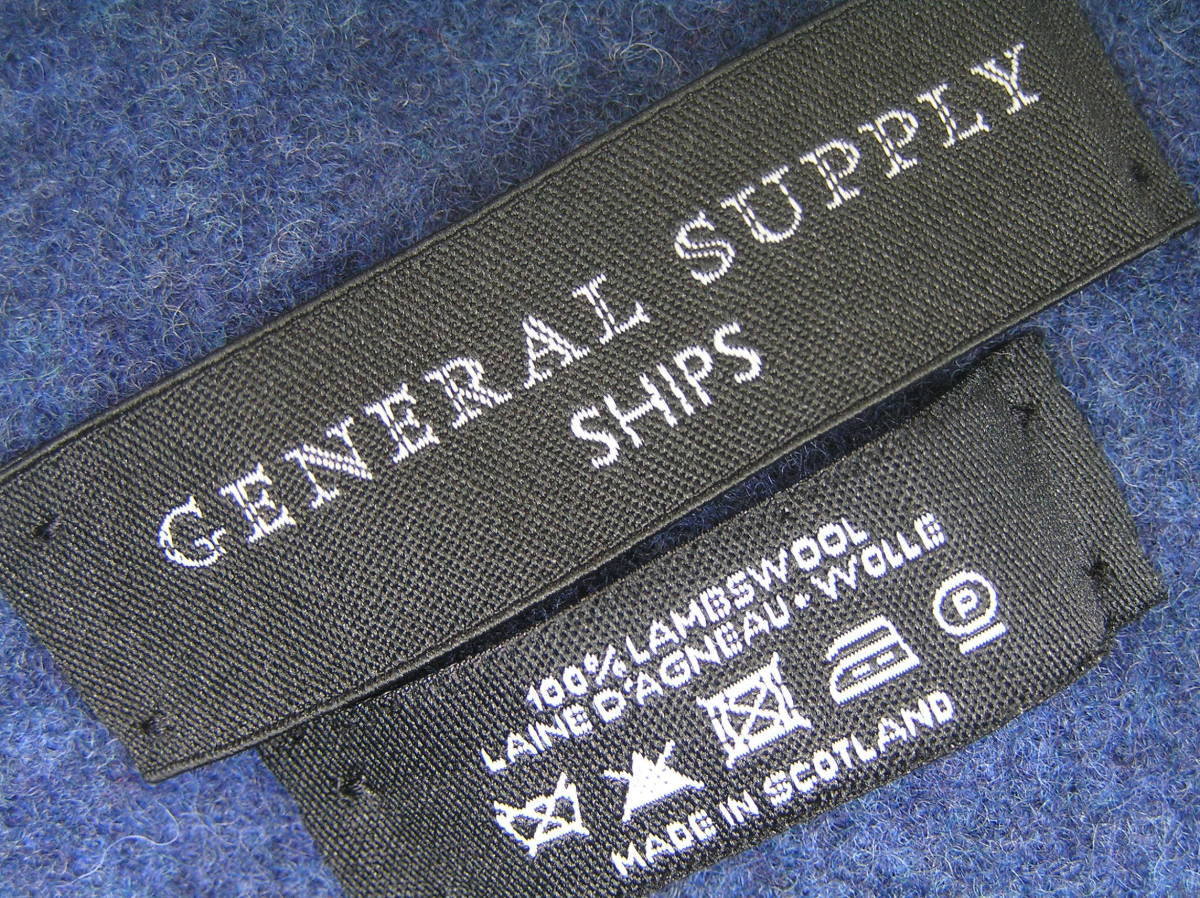 GENERAL SUPPLY
SHIPS
100% LAMBSWOOL
LAINE D'AGNEAU • WOLLE
P
MADE IN SCOTLAND